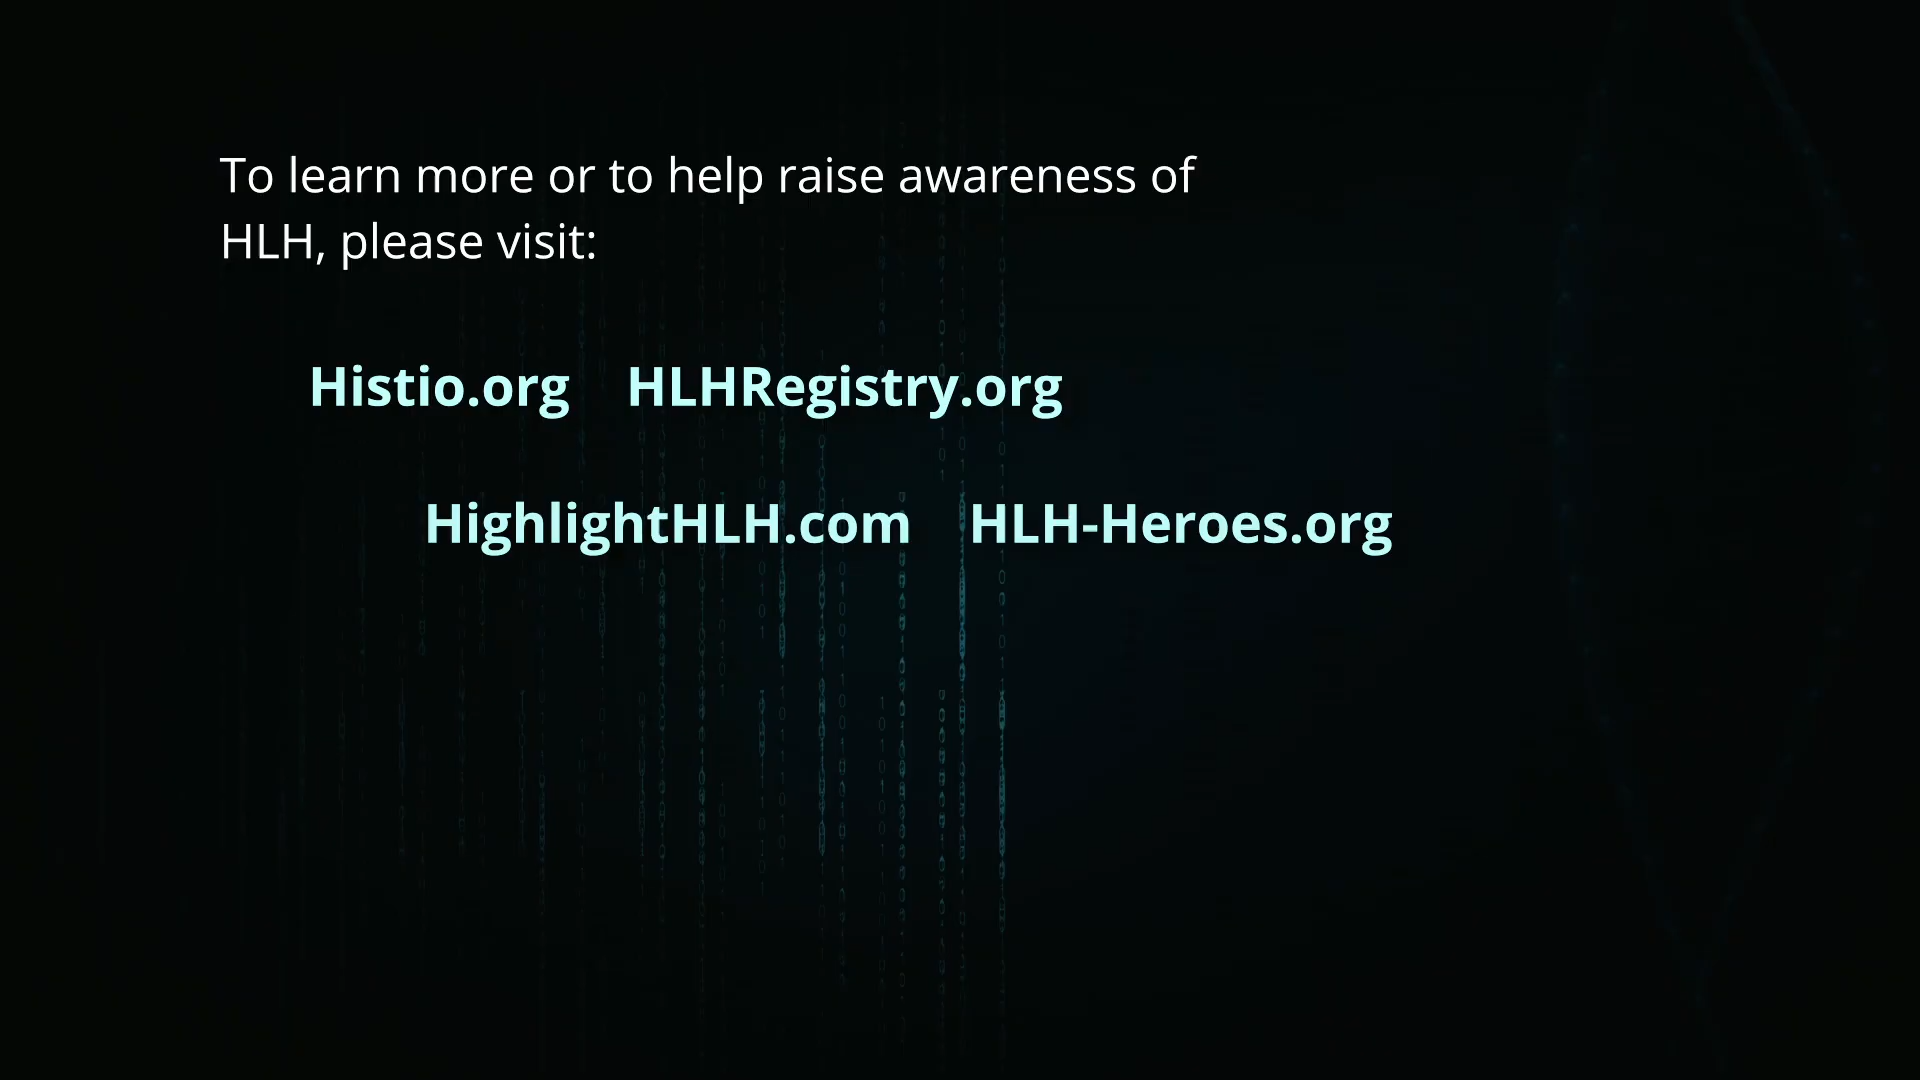 To learn more or to help raise awareness of
HLH, please visit:
Histio.org HLHRegistry.org
HighlightHLH.com HLH-Heroes.org